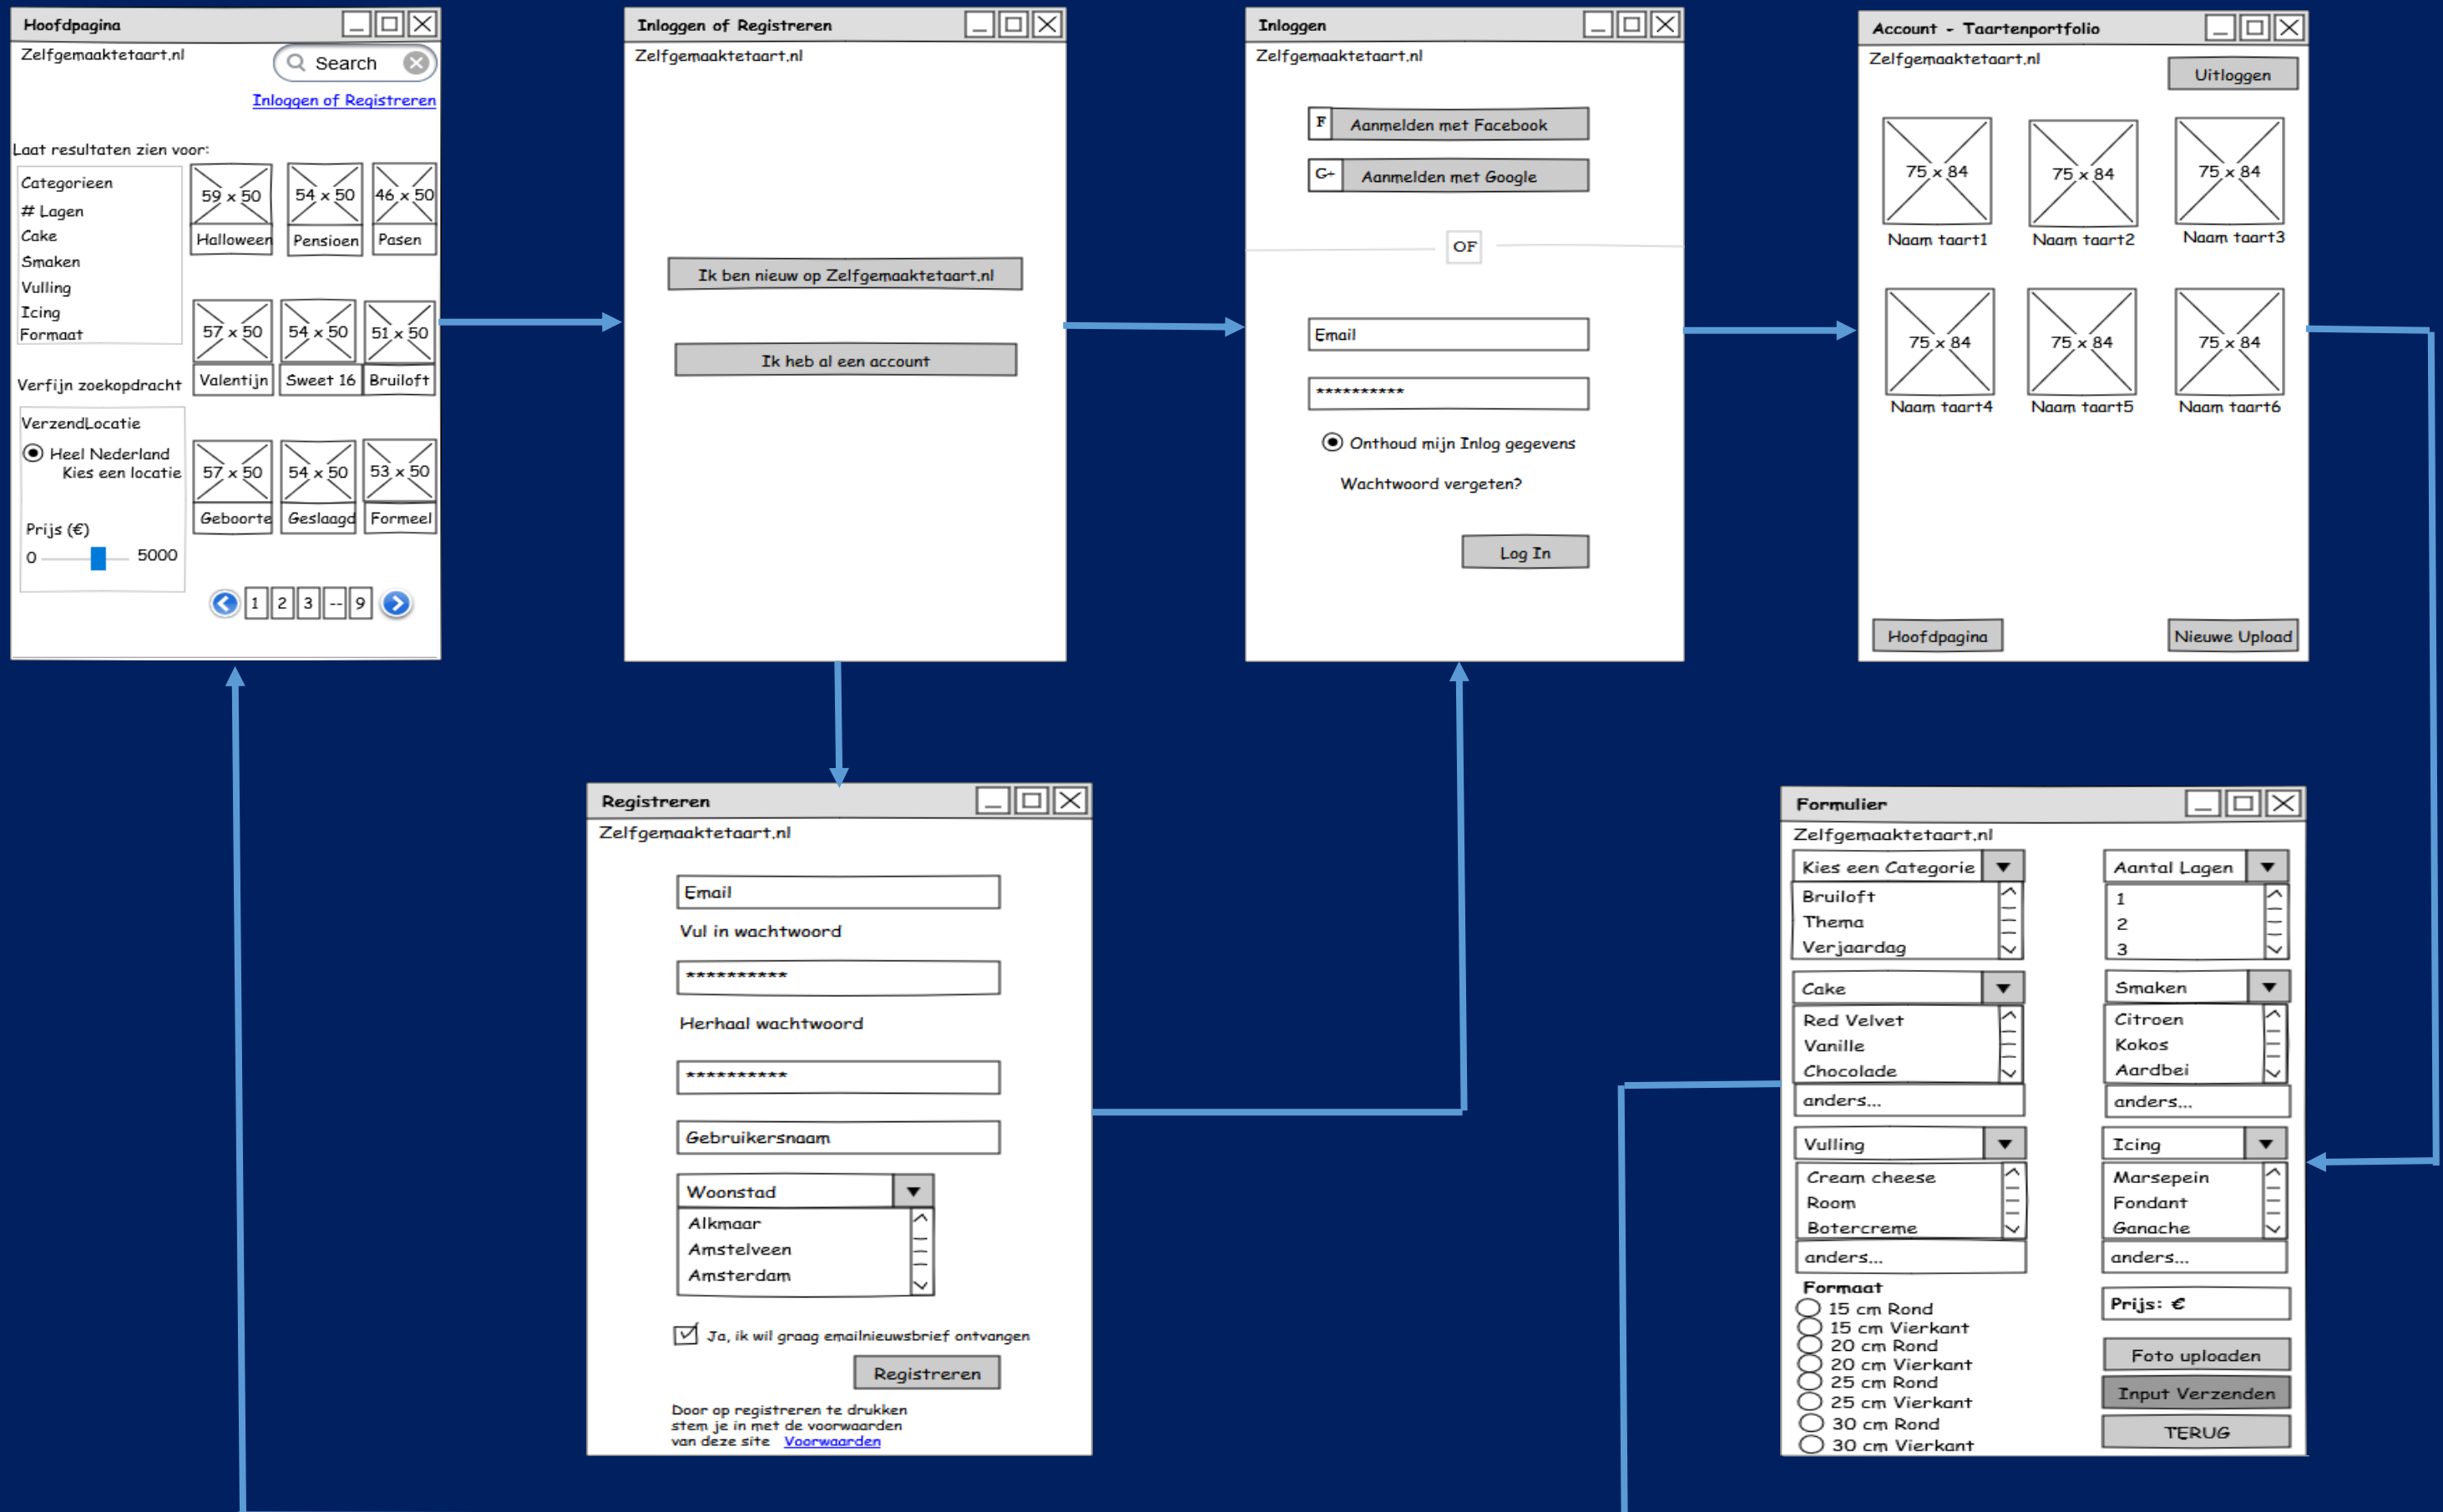 Hoofdpagina
Zelfgemaaktetaart.nl
Search
Inloggen of Registreren
Laat resultaten zien voor:
Categorieen
# Lagen
Cake
Smaken
Vulling
Icing
Formaat
59 x 50
54 x 50
46 x 50
Halloween
Pensioen
Pasen
57 x 50
54 x 50
51 x 50
Valentijn
Sweet 16
Bruiloft
Verfijn zoekopdracht
VerzendLocatie
Heel Nederland
Kies een locatie
Prijs (€)
0
5000
57 x 50
54 x 50
53 x 50
Geboorte
Geslaagd
Formeel
1
2
3
--
9
Inloggen of Registreren
Zelfgemaaktetaart.nl
Ik ben nieuw op Zelfgemaaktetaart.nl
Ik heb al een account
Inloggen
Zelfgemaaktetaart.nl
F
Aanmelden met Facebook
G+
Aanmelden met Google
OF
Email
**********
Onthoud mijn Inlog gegevens
Wachtwoord vergeten?
Log In
Account - Taartenportfolio
Zelfgemaaktetaart.nl
Uitloggen
75 x 84
75 x 84
75 x 84
Naam taart1
Naam taart2
Naam taart3
75 x 84
75 x 84
75 x 84
Naam taart4
Naam taart5
Naam taart6
Hoofdpagina
Nieuwe Upload
Registreren
Zelfgemaaktetaart.nl
Email
Vul in wachtwoord
**********
Herhaal wachtwoord
**********
Gebruikersnaam
Woonstad
Alkmaar
Amstelveen
Amsterdam
Ja, ik wil graag emailnieuwsbrief ontvangen
Registreren
Door op registreren te drukken
stem je in met de voorwaarden
van deze site Voorwaarden
Formulier
Zelfgemaaktetaart.nl
Kies een Categorie
Bruiloft
Thema
Verjaardag
Aantal Lagen
1
2
3
Cake
Red Velvet
Vanille
Chocolade
anders...
Smaken
Citroen
Kokos
Aardbei
anders...
Vulling
Cream cheese
Room
Botercreme
anders...
Icing
Marsepein
Fondant
Ganache
anders...
Formaat
15 cm Rond
15 cm Vierkant
20 cm Rond
20 cm Vierkant
25 cm Rond
25 cm Vierkant
30 cm Rond
30 cm Vierkant
Prijs: €
Foto uploaden
Input Verzenden
TERUG